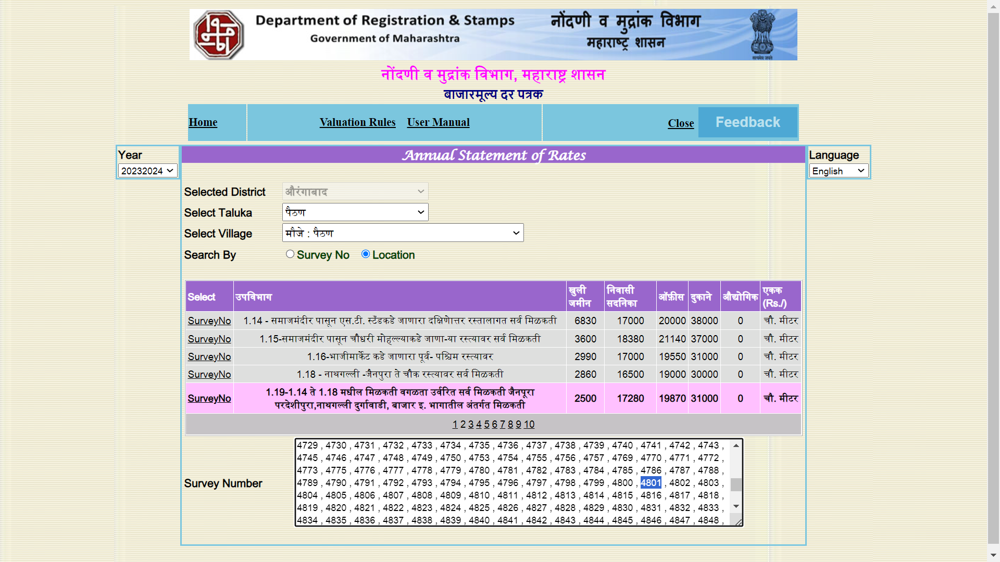 Department of Registration & Stamps
Government of Maharashtra
नोंदणी व मुद्रांक विभाग
महाराष्ट्र शासन
नोंदणी व मुद्रांक विभाग, महाराष्ट्र शासन
बाजारमूल्य दर पत्रक
Home
Valuation Rules User Manual
Close
Feedback
Year
20232024
Annual Statement of Rates
Language
English
Selected District औरंगाबाद
Select Taluka पैठण
Select Village मौजे : पैठण
Search By Survey No Location
Select उपविभाग खुली जमीन निवासी सदनिका ऑफ़ीस दुकाने औद्योगिक एकक (Rs./)
SurveyNo 1.14 - समाजमंदीर पासून एस.टी. स्टँडकडे जाणारा दक्षिणेात्तर रस्तालागत सर्व मिळकती 6830 17000 20000 38000 0 चौ. मीटर
SurveyNo 1.15-समाजमंदीर पासून चौधरी मोहल्ल्याकडे जाणा-या रस्त्यावर सर्व मिळकती 3600 18380 21140 37000 0 चौ. मीटर
SurveyNo 1.16-भाजीमार्केट कडे जाणारा पूर्व- पश्चिम रस्त्यावर 2990 17000 19550 31000 0 चौ. मीटर
SurveyNo 1.18 - नाथगल्ली -जैनपुरा ते चौक रस्त्यावर सर्व मिळकती 2860 16500 19000 30000 0 चौ. मीटर
SurveyNo 1.19-1.14 ते 1.18 मधील मिळकती वगळता उर्वरित सर्व मिळकती जैनपूरा
परदेशीपुरा,नाथगल्ली दुर्गावाडी, बाजार इ. भागातील अंतर्गत मिळकती 2500 17280 19870 31000 0 चौ. मीटर
1 2 3 4 5 6 7 8 9 10
Survey Number
4729 , 4730 , 4731 , 4732 , 4733 , 4734 , 4735 , 4736 , 4737 , 4738 , 4739 , 4740 , 4741 , 4742 , 4743 ,
4745 , 4746 , 4747 , 4748 , 4749 , 4750 , 4753 , 4754 , 4755 , 4756 , 4757 , 4769 , 4770 , 4771 , 4772 ,
4773 , 4775 , 4776 , 4777 , 4778 , 4779 , 4780 , 4781 , 4782 , 4783 , 4784 , 4785 , 4786 , 4787 , 4788 ,
4789 , 4790 , 4791 , 4792 , 4793 , 4794 , 4795 , 4796 , 4797 , 4798 , 4799 , 4800 , 4801 , 4802 , 4803 ,
4804 , 4805 , 4806 , 4807 , 4808 , 4809 , 4810 , 4811 , 4812 , 4813 , 4814 , 4815 , 4816 , 4817 , 4818 ,
4819 , 4820 , 4821 , 4822 , 4823 , 4824 , 4825 , 4826 , 4827 , 4828 , 4829 , 4830 , 4831 , 4832 , 4833 ,
4834 , 4835 , 4836 , 4837 , 4838 , 4839 , 4840 , 4841 , 4842 , 4843 , 4844 , 4845 , 4846 , 4847 , 4848 ,